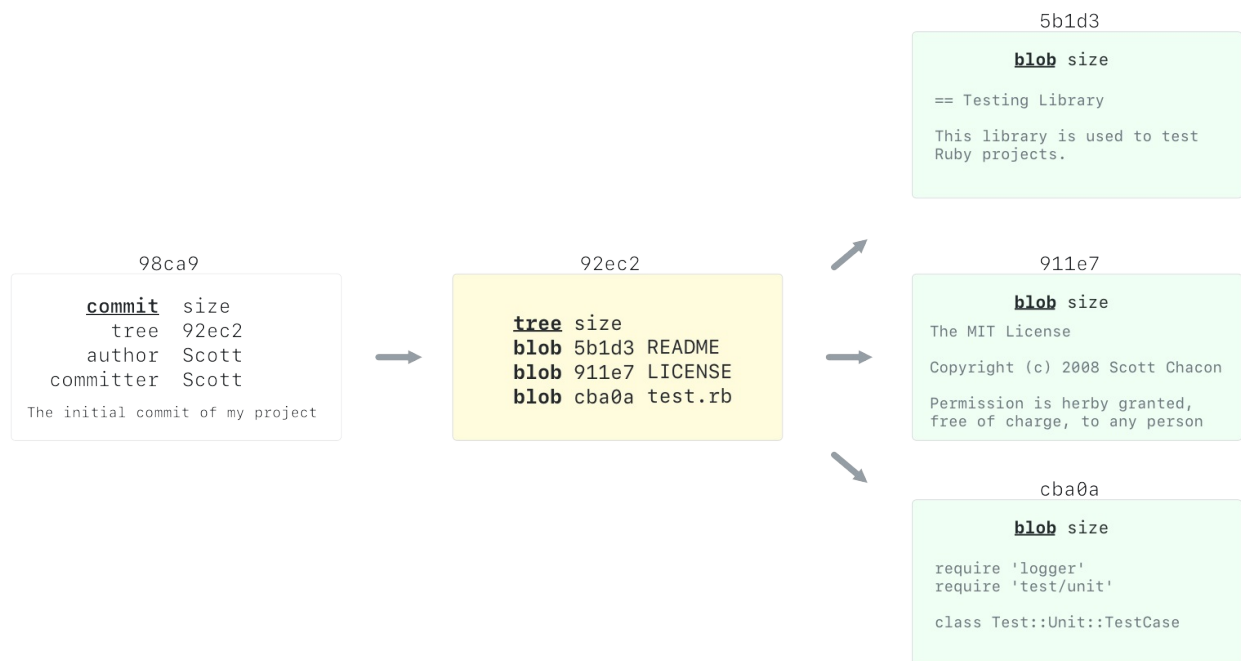 98ca9
commit size
tree 92ec2
author Scott
committer Scott
The initial commit of my project
92ec2
tree size
blob 5b1d3 README
blob 911e7 LICENSE
blob cba0a test.rb
5b1d3
blob size
== Testing Library
This library is used to test
Ruby projects.
911e7
blob size
The MIT License
Copyright (c) 2008 Scott Chacon
Permission is herby granted,
free of charge, to any person
cba0a
blob size
require 'logger'
require 'test/unit'
class Test::Unit::TestCase